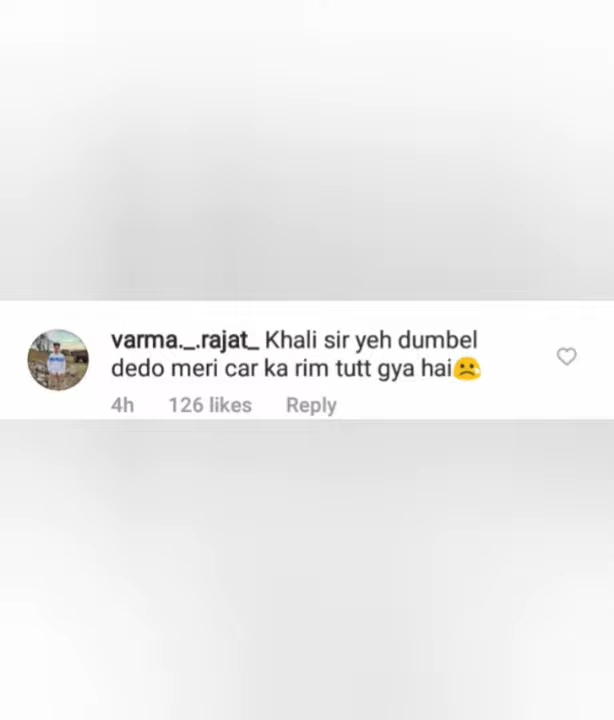 varma._.rajat_ Khali sir yeh dumbel
dedo meri car ka rim tutt gya hai☹️
4h 126 likes Reply